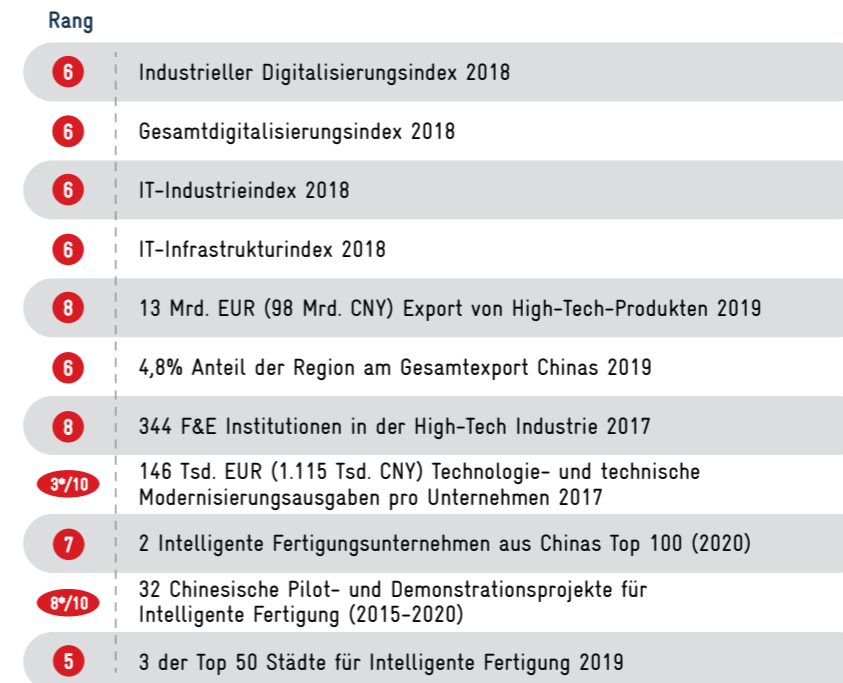 Rang
6 Industrieller Digitalisierungsindex 2018
6 Gesamtdigitalisierungsindex 2018
6 IT-Industrieindex 2018
6 IT-Infrastrukturindex 2018
8 13 Mrd. EUR (98 Mrd. CNY) Export von High-Tech-Produkten 2019
6 4,8% Anteil der Region am Gesamtexport Chinas 2019
8 344 F&E Institutionen in der High-Tech Industrie 2017
3*/10 146 Tsd. EUR (1.115 Tsd. CNY) Technologie- und technische
Modernisierungsausgaben pro Unternehmen 2017
7 2 Intelligente Fertigungsunternehmen aus Chinas Top 100 (2020)
8*/10 32 Chinesische Pilot- und Demonstrationsprojekte für
Intelligente Fertigung (2015-2020)
5 3 der Top 50 Städte für Intelligente Fertigung 2019